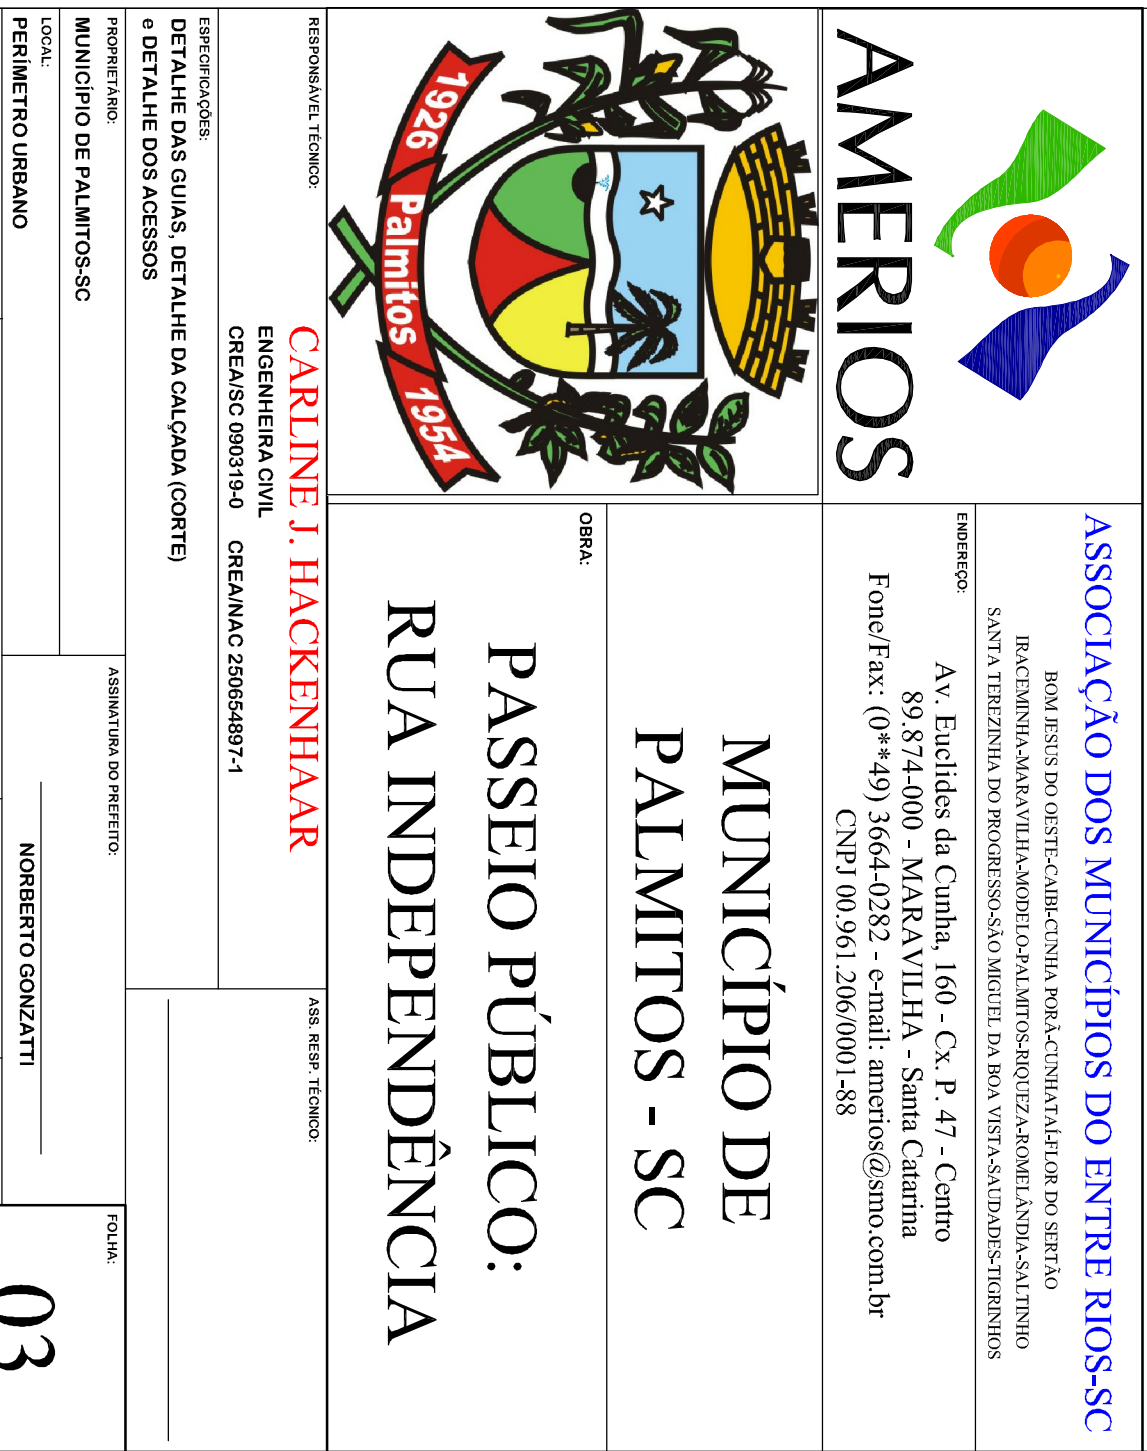 AMERIOS
ASSOCIAÇÃO DOS MUNICÍPIOS DO ENTRE RIOS-SC
BOM JESUS DO OESTE-CAIBI-CUNHA PORÃ-CUNHATAÍ-FLOR DO SERTÃO
IRACEMINHA-MARAVILHA-MODELO-PALMITOS-RIQUEZA-ROMELÂNDIA-SALTINHO
SANTA TEREZINHA DO PROGRESSO-SÃO MIGUEL DA BOA VISTA-SAUDADES-TIGRINHOS
ENDEREÇO:
Av. Euclides da Cunha, 160 - Cx. P. 47 - Centro
89.874-000 - MARAVILHA - Santa Catarina
Fone/Fax: (0**49) 3664-0282 - e-mail: amerios@smo.com.br
CNPJ 00.961.206/0001-88
1926 Palmitos 1954
MUNICÍPIO DE
PALMITOS - SC
OBRA:
PASSEIO PÚBLICO:
RUA INDEPENDÊNCIA
RESPONSÁVEL TÉCNICO:
CARLINE J. HACKENHAAR
ENGENHEIRA CIVIL
CREA/SC 090319-0 CREA/NAC 250654897-1
ASS. RESP. TÉCNICO:
ESPECIFICAÇÕES:
DETALHE DAS GUIAS, DETALHE DA CALÇADA (CORTE)
e DETALHE DOS ACESSOS
PROPRIETÁRIO:
MUNICÍPIO DE PALMITOS-SC
ASSINATURA DO PREFEITO:
NORBERTO GONZATTI
FOLHA:
03
LOCAL:
PERÍMETRO URBANO